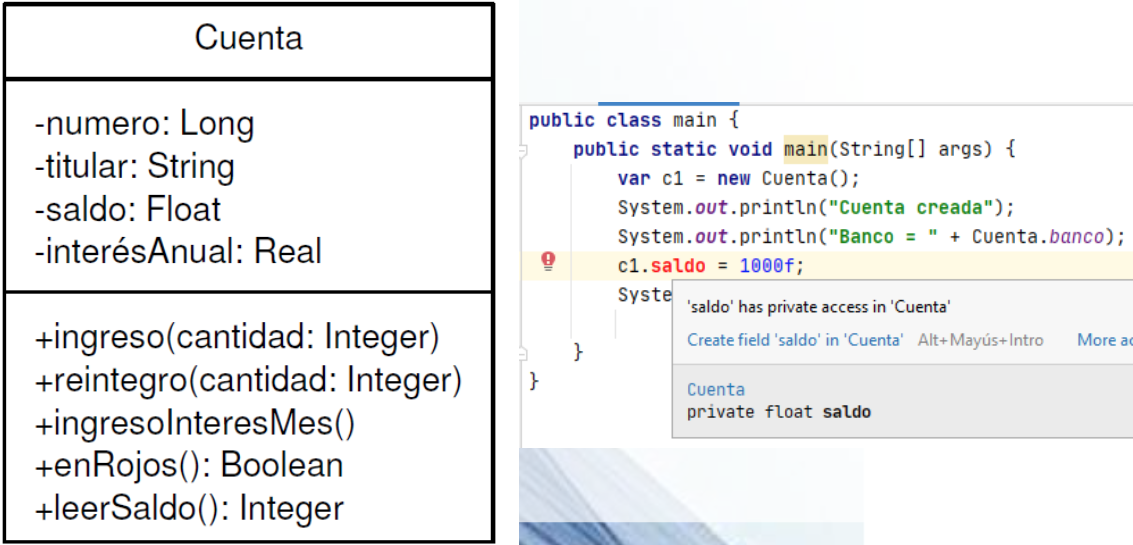 Cuenta
-numero: Long
-titular: String
-saldo: Float
-interésAnual: Real
+ingreso(cantidad: Integer)
+reintegro(cantidad: Integer)
+ingresoInteresMes()
+enRojos(): Boolean
+leerSaldo(): Integer
public class main {
public static void main(String[] args) {
var c1 = new Cuenta();
System.out.println("Cuenta creada");
System.out.println("Banco = " + Cuenta.banco);
c1.saldo = 1000f;
Syste
'saldo' has private access in 'Cuenta'
Create field 'saldo' in 'Cuenta' Alt+Mayús+Intro More ac
}
}
Cuenta
private float saldo